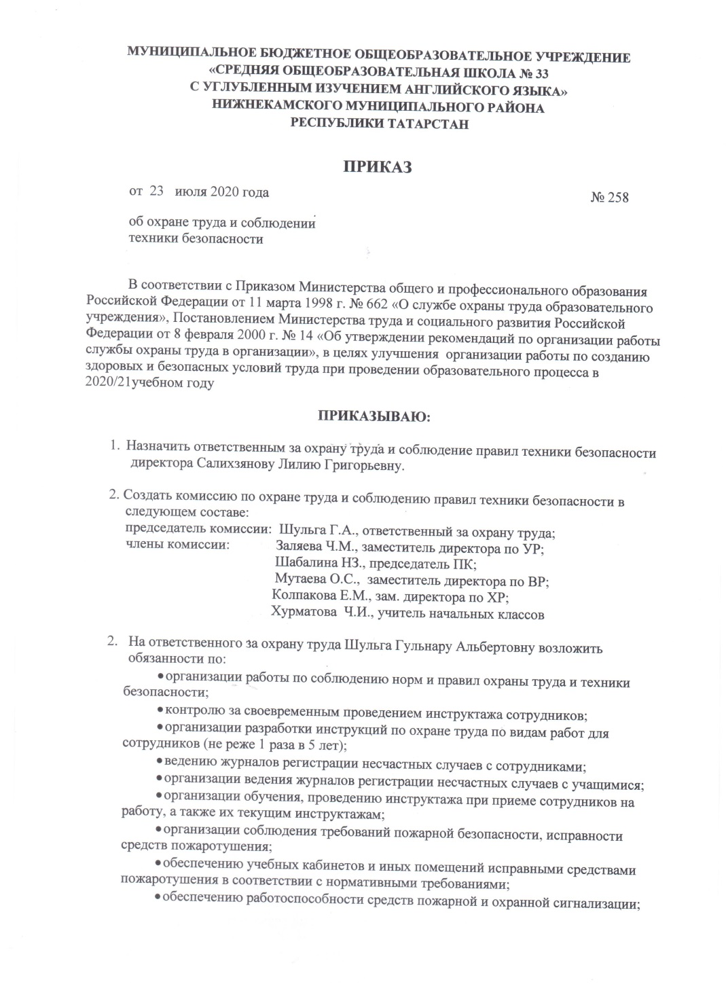 МУНИЦИПАЛЬНОЕ БЮДЖЕТНОЕ ОБЩЕОБРАЗОВАТЕЛЬНОЕ УЧРЕЖДЕНИЕ
«СРЕДНЯЯ ОБЩЕОБРАЗОВАТЕЛЬНАЯ ШКОЛА № 33
С УГЛУБЛЕННЫМ ИЗУЧЕНИЕМ АНГЛИЙСКОГО ЯЗЫКА»
НИЖНЕКАМСКОГО МУНИЦИПАЛЬНОГО РАЙОНА
РЕСПУБЛИКИ ТАТАРСТАН
ПРИКАЗ
от 23 июля 2020 года
№ 258
об охране труда и соблюдении
техники безопасности
В соответствии с Приказом Министерства общего и профессионального образования
Российской Федерации от 11 марта 1998 г. № 662 «О службе охраны труда образовательного
учреждения», Постановлением Министерства труда и социального развития Российской
Федерации от 8 февраля 2000 г. № 14 «Об утверждении рекомендаций по организации работы
службы охраны труда в организации», в целях улучшения организации работы по созданию
здоровых и безопасных условий труда при проведении образовательного процесса в
2020/21учебном году
ПРИКАЗЫВАЮ:
1. Назначить ответственным за охрану труда и соблюдение правил техники безопасности
директора Салихзянову Лилию Григорьевну.
2. Создать комиссию по охране труда и соблюдению правил техники безопасности в
следующем составе:
председатель комиссии: Шульга Г.А., ответственный за охрану труда;
члены комиссии: Заляева Ч.М., заместитель директора по УР;
Шабалина НЗ., председатель ПК;
Мутаева О.С., заместитель директора по ВР;
Колпакова Е.М., зам. директора по ХР;
Хурматова Ч.И., учитель начальных классов
2. На ответственного за охрану труда Шульга Гульнару Альбертовну возложить
обязанности по:
•организации работы по соблюдению норм и правил охраны труда и техники
безопасности;
•контролю за своевременным проведением инструктажа сотрудников;
•организации разработки инструкций по охране труда по видам работ для
сотрудников (не реже 1 раза в 5 лет);
•ведению журналов регистрации несчастных случаев с сотрудниками;
•организации ведения журналов регистрации несчастных случаев с учащимися;
•организации обучения, проведению инструктажа при приеме сотрудников на
работу, а также их текущим инструктажам;
•организации соблюдения требований пожарной безопасности, исправности
средств пожаротушения;
•обеспечению учебных кабинетов и иных помещений исправными средствами
пожаротушения в соответствии с нормативными требованиями;
•обеспечению работоспособности средств пожарной и охранной сигнализации;